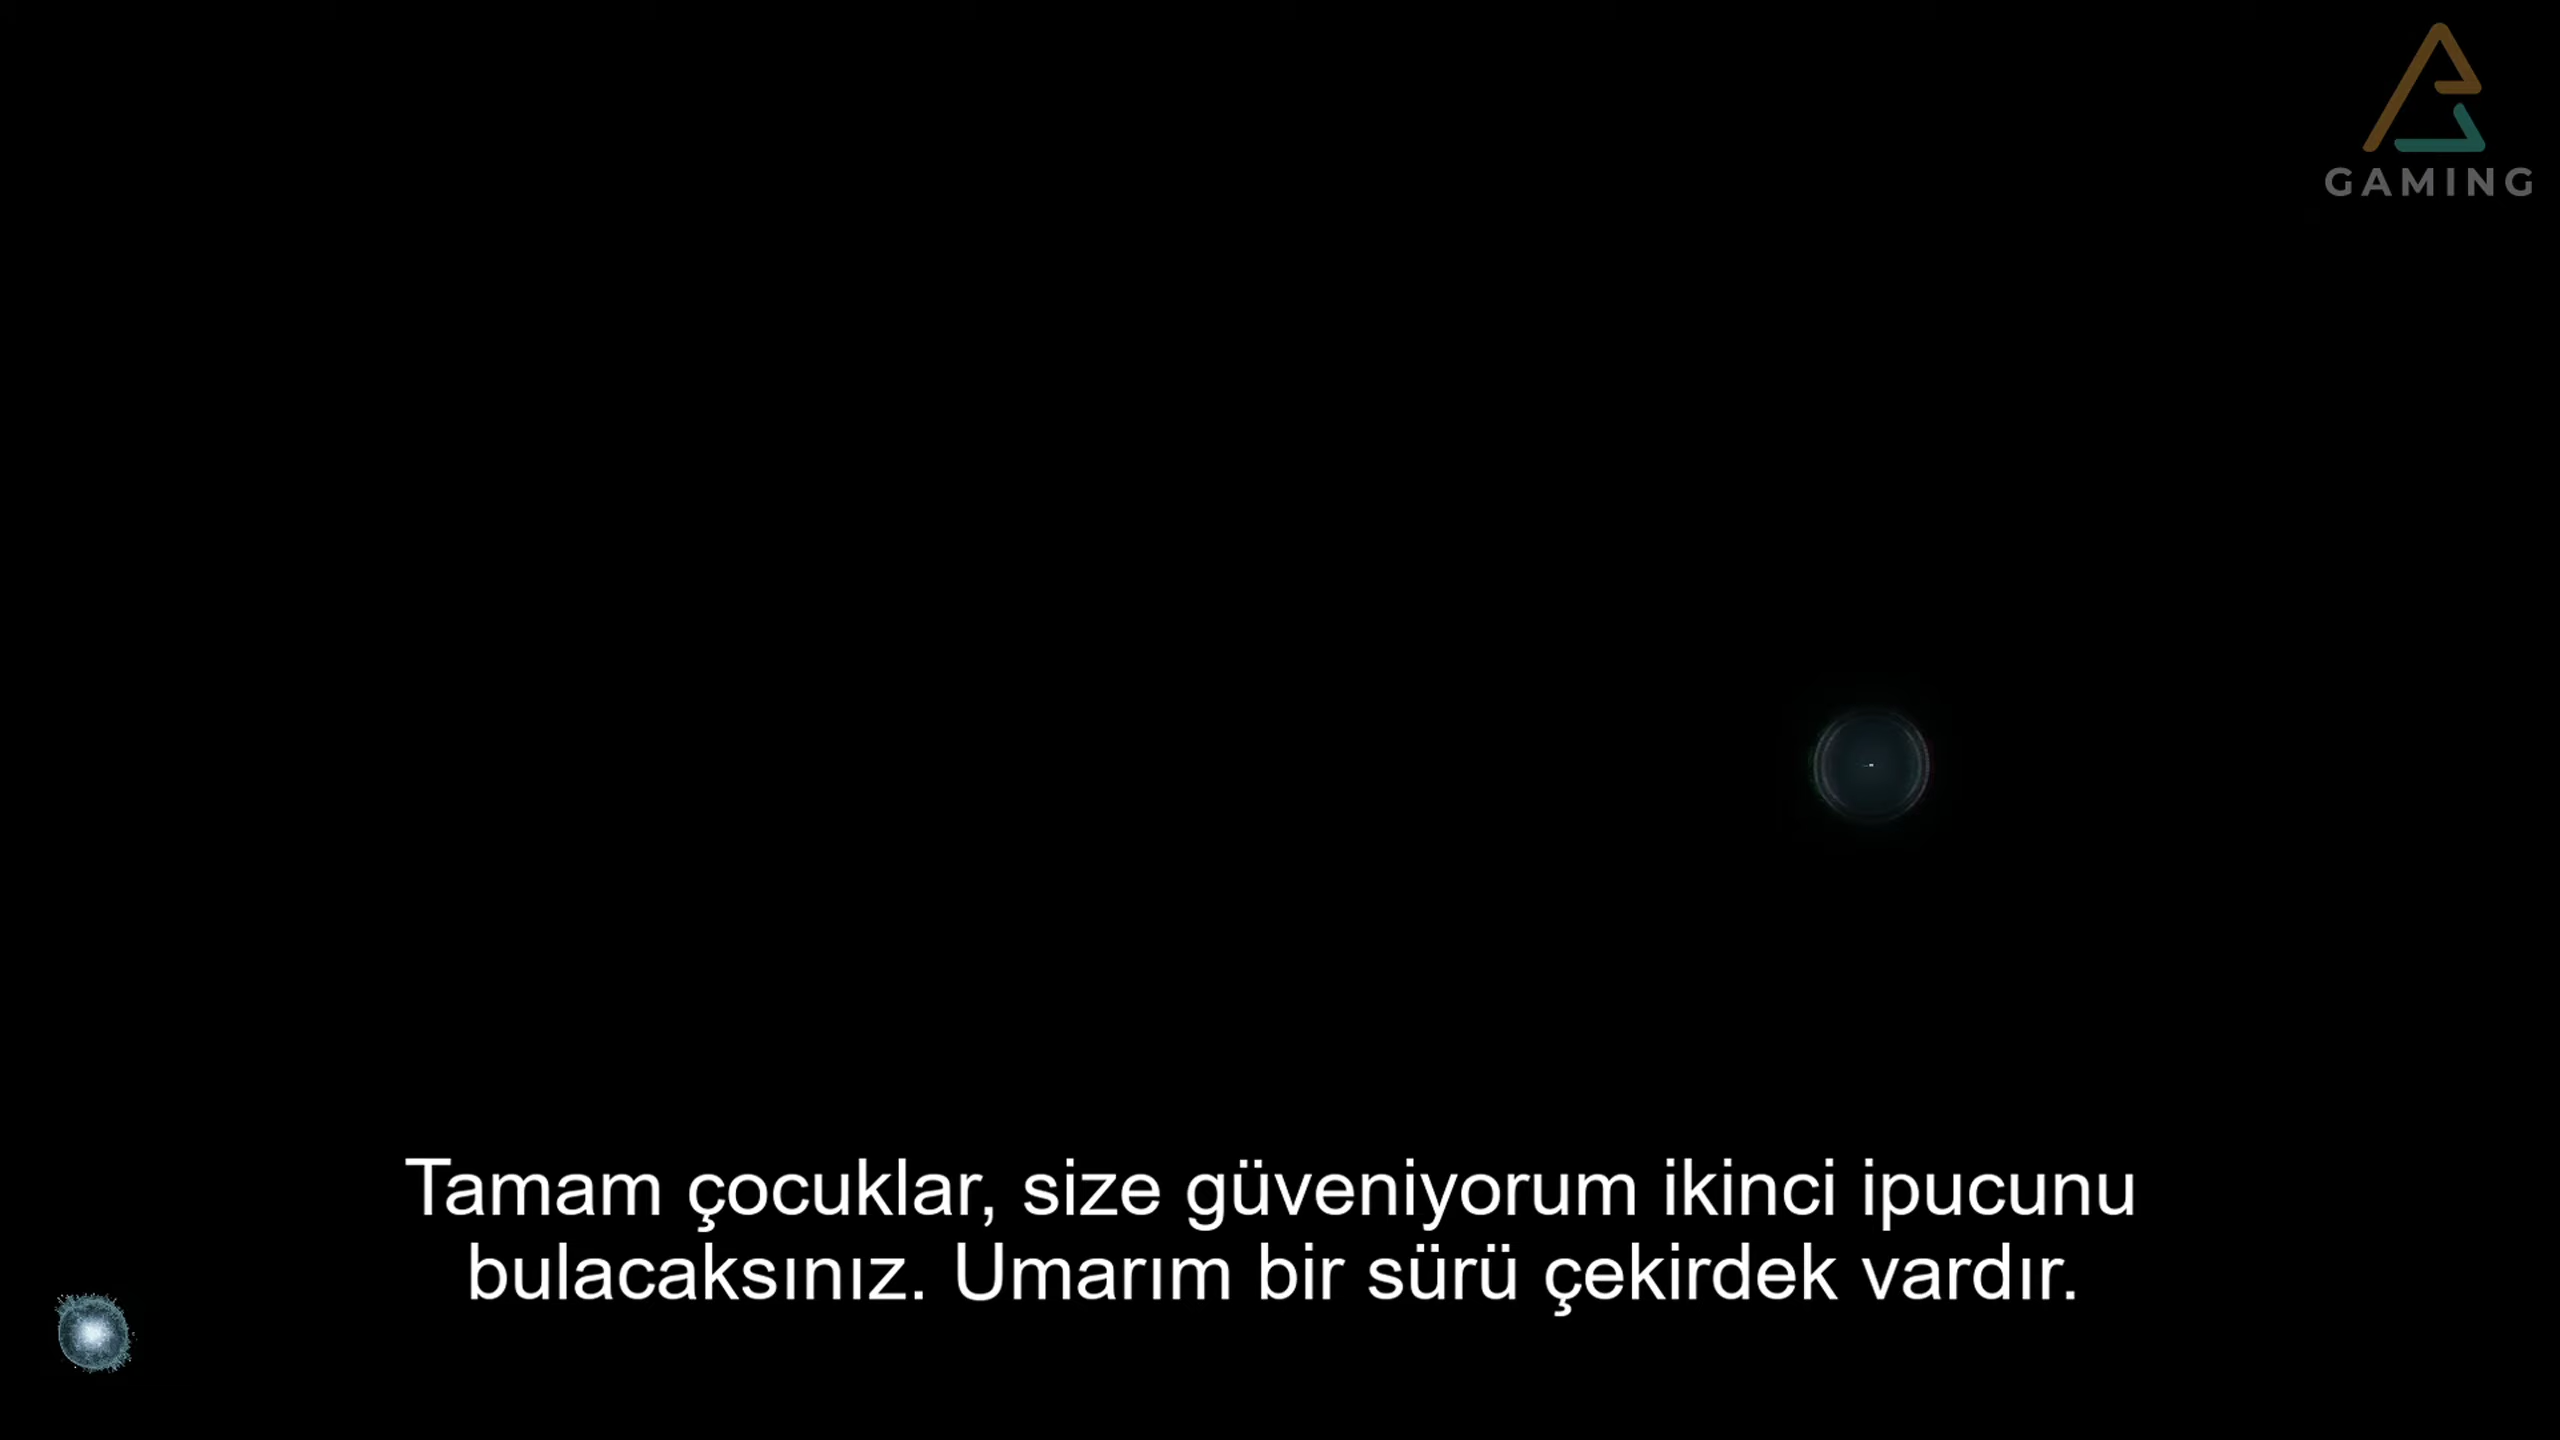 GAMING
Tamam çocuklar, size güveniyorum ikinci ipucunu
bulacaksınız. Umarım bir sürü çekirdek vardır.